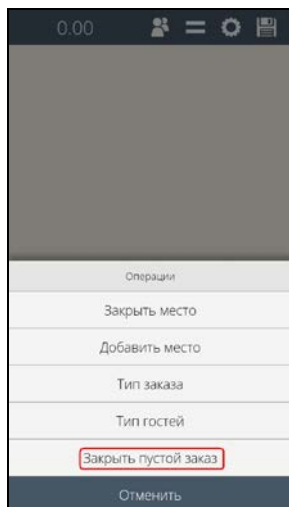 0.00
Операции
Закрыть место
Добавить место
Тип заказа
Тип гостей
Закрыть пустой заказ
Отменить